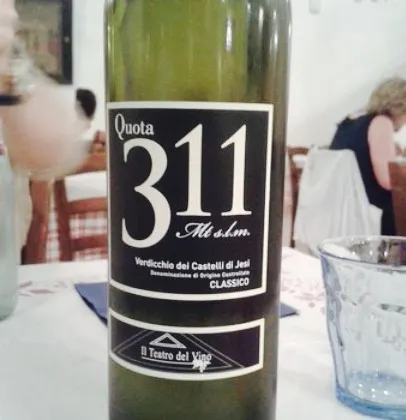 Quota
311
Mt s.l.m.
Verdicchio dei Castelli di Jesi
Denominazione di Origine Controllata
CLASSICO
Il Teatro del Vino